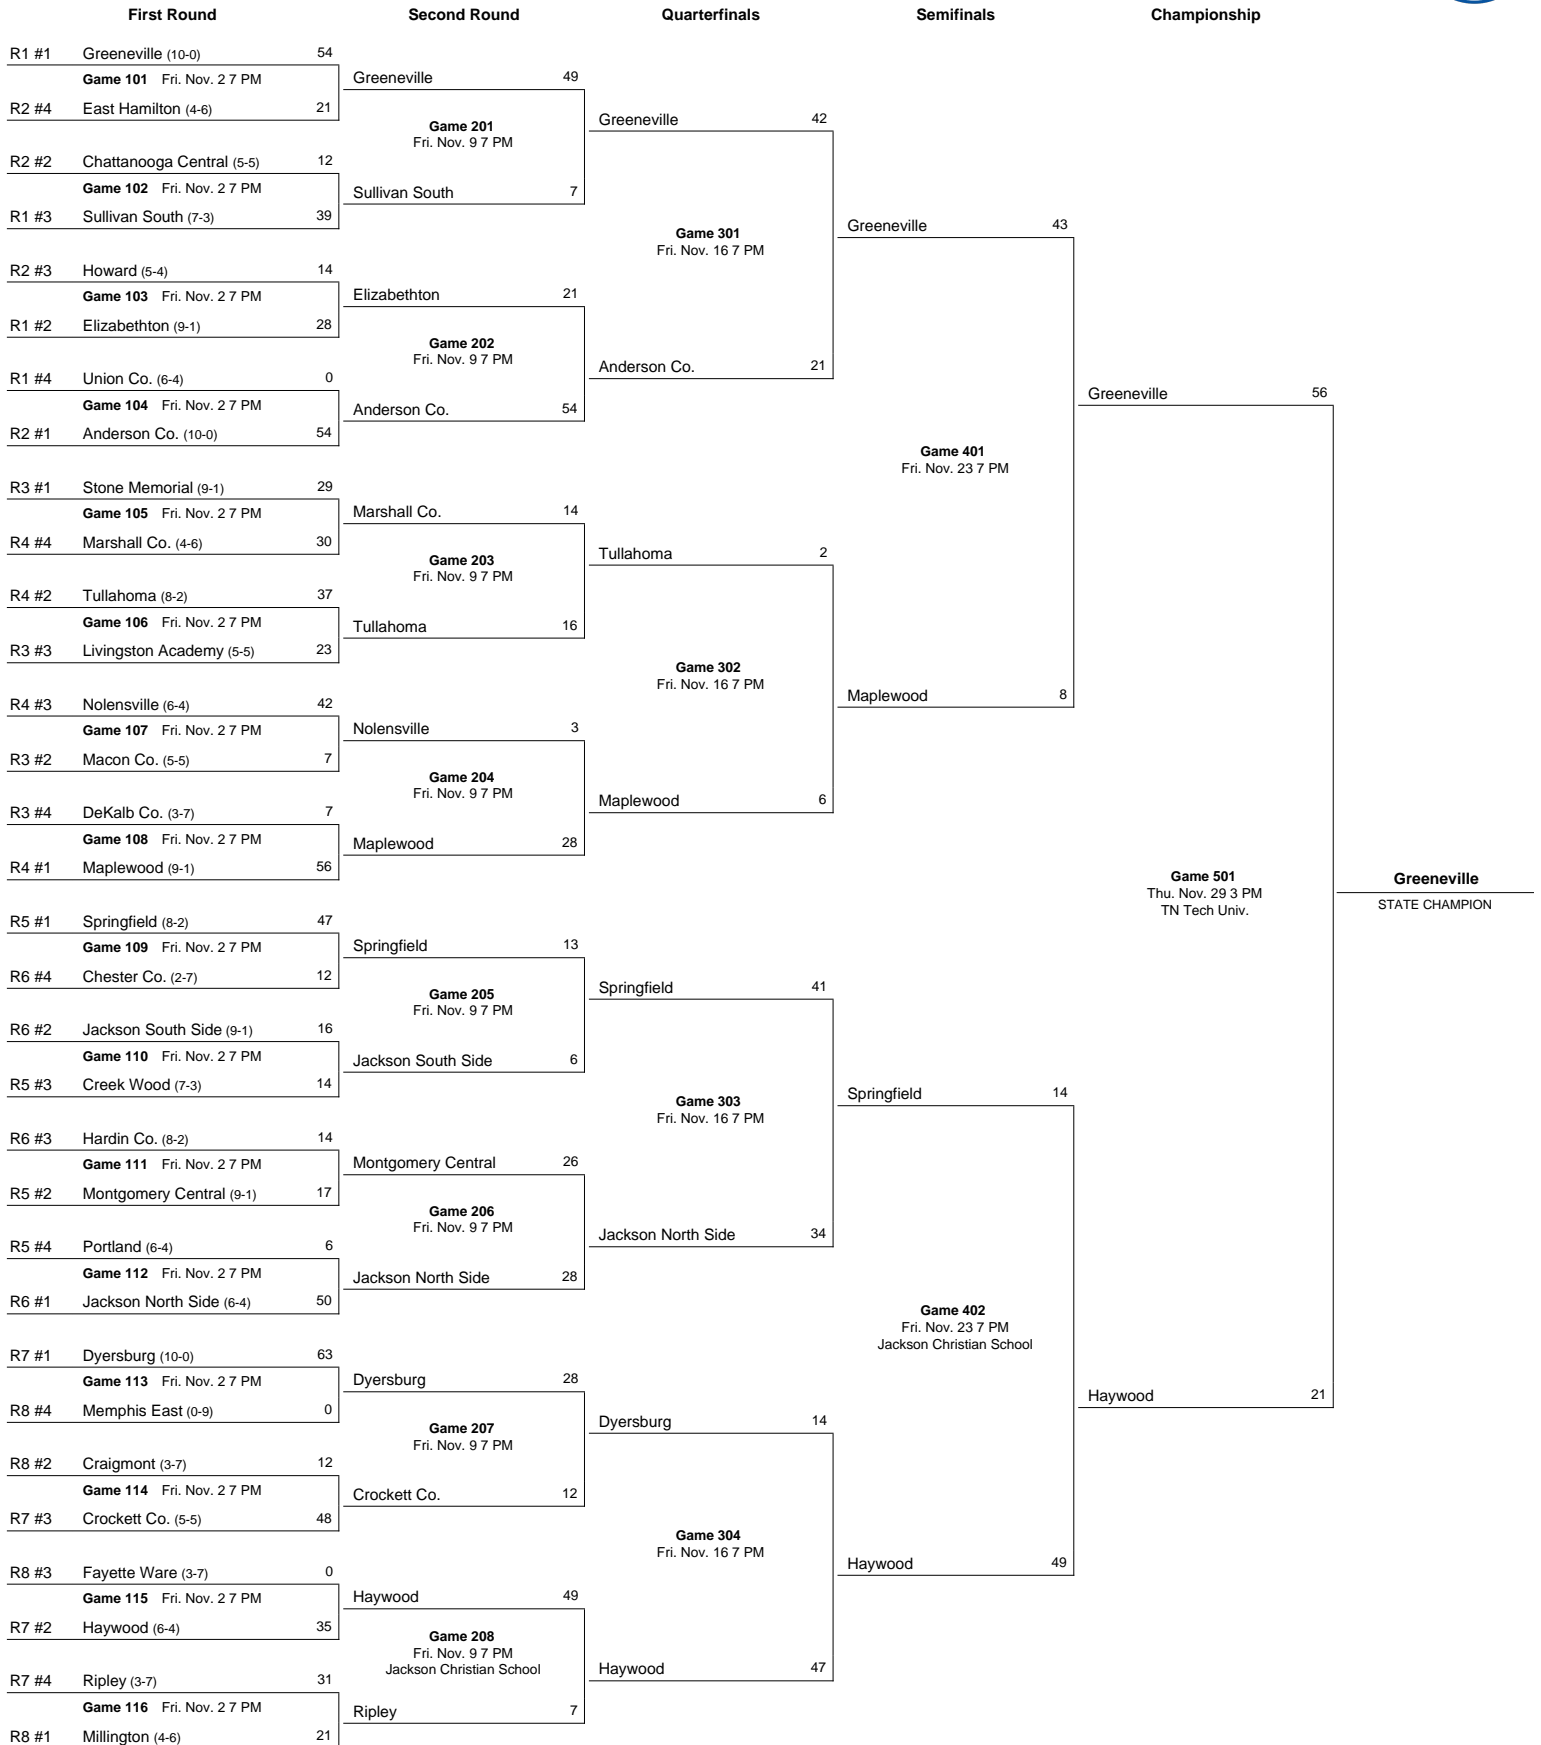 First Round Second Round Quarterfinals Semifinals Championship
R1 #1 Greeneville (10-0) 54
Game 101 Fri. Nov. 2 7 PM
R2 #4 East Hamilton (4-6) 21
R2 #2 Chattanooga Central (5-5) 12
Game 102 Fri. Nov. 2 7 PM
R1 #3 Sullivan South (7-3) 39
R2 #3 Howard (5-4) 14
Game 103 Fri. Nov. 2 7 PM
R1 #2 Elizabethton (9-1) 28
R1 #4 Union Co. (6-4) 0
Game 104 Fri. Nov. 2 7 PM
R2 #1 Anderson Co. (10-0) 54
R3 #1 Stone Memorial (9-1) 29
Game 105 Fri. Nov. 2 7 PM
R4 #4 Marshall Co. (4-6) 30
R4 #2 Tullahoma (8-2) 37
Game 106 Fri. Nov. 2 7 PM
R3 #3 Livingston Academy (5-5) 23
R4 #3 Nolensville (6-4) 42
Game 107 Fri. Nov. 2 7 PM
R3 #2 Macon Co. (5-5) 7
R3 #4 DeKalb Co. (3-7) 7
Game 108 Fri. Nov. 2 7 PM
R4 #1 Maplewood (9-1) 56
R5 #1 Springfield (8-2) 47
Game 109 Fri. Nov. 2 7 PM
R6 #4 Chester Co. (2-7) 12
R6 #2 Jackson South Side (9-1) 16
Game 110 Fri. Nov. 2 7 PM
R5 #3 Creek Wood (7-3) 14
R6 #3 Hardin Co. (8-2) 14
Game 111 Fri. Nov. 2 7 PM
R5 #2 Montgomery Central (9-1) 17
R5 #4 Portland (6-4) 6
Game 112 Fri. Nov. 2 7 PM
R6 #1 Jackson North Side (6-4) 50
R7 #1 Dyersburg (10-0) 63
Game 113 Fri. Nov. 2 7 PM
R8 #4 Memphis East (0-9) 0
R8 #2 Craigmont (3-7) 12
Game 114 Fri. Nov. 2 7 PM
R7 #3 Crockett Co. (5-5) 48
R8 #3 Fayette Ware (3-7) 0
Game 115 Fri. Nov. 2 7 PM
R7 #2 Haywood (6-4) 35
R7 #4 Ripley (3-7) 31
Game 116 Fri. Nov. 2 7 PM
R8 #1 Millington (4-6) 21
Greeneville 49
Game 201
Fri. Nov. 9 7 PM
Sullivan South 7
Elizabethton 21
Game 202
Fri. Nov. 9 7 PM
Anderson Co. 54
Marshall Co. 14
Game 203
Fri. Nov. 9 7 PM
Tullahoma 16
Nolensville 3
Game 204
Fri. Nov. 9 7 PM
Maplewood 28
Springfield 13
Game 205
Fri. Nov. 9 7 PM
Jackson South Side 6
Montgomery Central 26
Game 206
Fri. Nov. 9 7 PM
Jackson North Side 28
Dyersburg 28
Game 207
Fri. Nov. 9 7 PM
Crockett Co. 12
Haywood 49
Game 208
Fri. Nov. 9 7 PM
Jackson Christian School
Ripley 7
Greeneville 42
Game 301
Fri. Nov. 16 7 PM
Anderson Co. 21
Tullahoma 2
Game 302
Fri. Nov. 16 7 PM
Maplewood 6
Springfield 41
Game 303
Fri. Nov. 16 7 PM
Jackson North Side 34
Dyersburg 14
Game 304
Fri. Nov. 16 7 PM
Haywood 47
Greeneville 43
Game 401
Fri. Nov. 23 7 PM
Maplewood 8
Springfield 14
Game 402
Fri. Nov. 23 7 PM
Jackson Christian School
Haywood 49
Greeneville 56
Game 501
Thu. Nov. 29 3 PM
TN Tech Univ.
Haywood 21
Greeneville
STATE CHAMPION